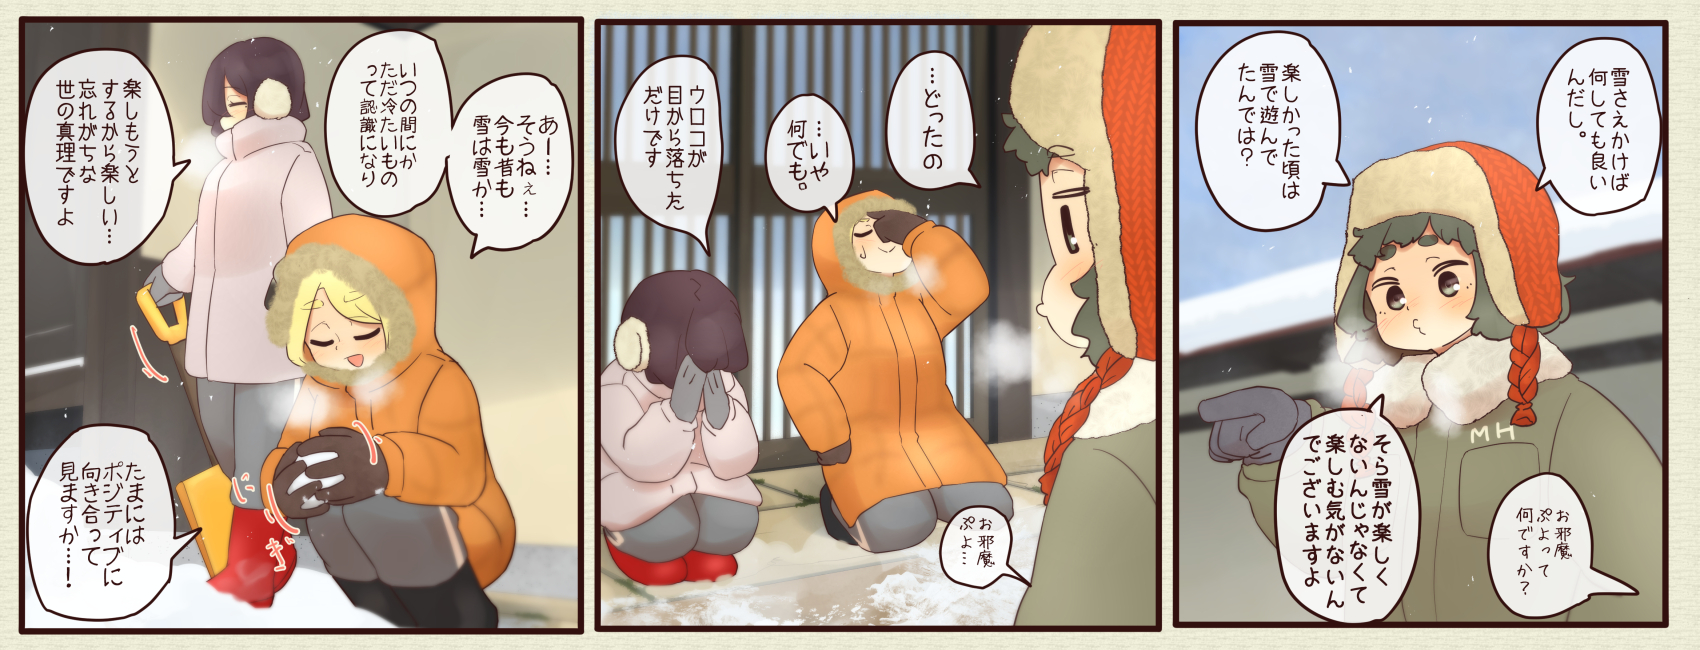 雪さえかけば
何しても良い
んだし。
楽しかった頃は
雪で遊んで
たんでは？
そら雪が楽しく
ないんじゃなくて
楽しむ気がないん
でございますよ
MH
お邪魔
ぷよって
何ですか？
…どったの
…いや
何でも。
ウロコが
目から落ちた
だけです
お邪魔
ぷよ…
あー…
そうねぇ…
今も昔も
雪は雪か…
いつの間にか
ただ冷たいもの
って認識になり
楽しもうと
するから楽しい…
忘れがちな
世の真理ですよ
ぎゅ
たまには
ポジティブに
向き合って
見ますか…！